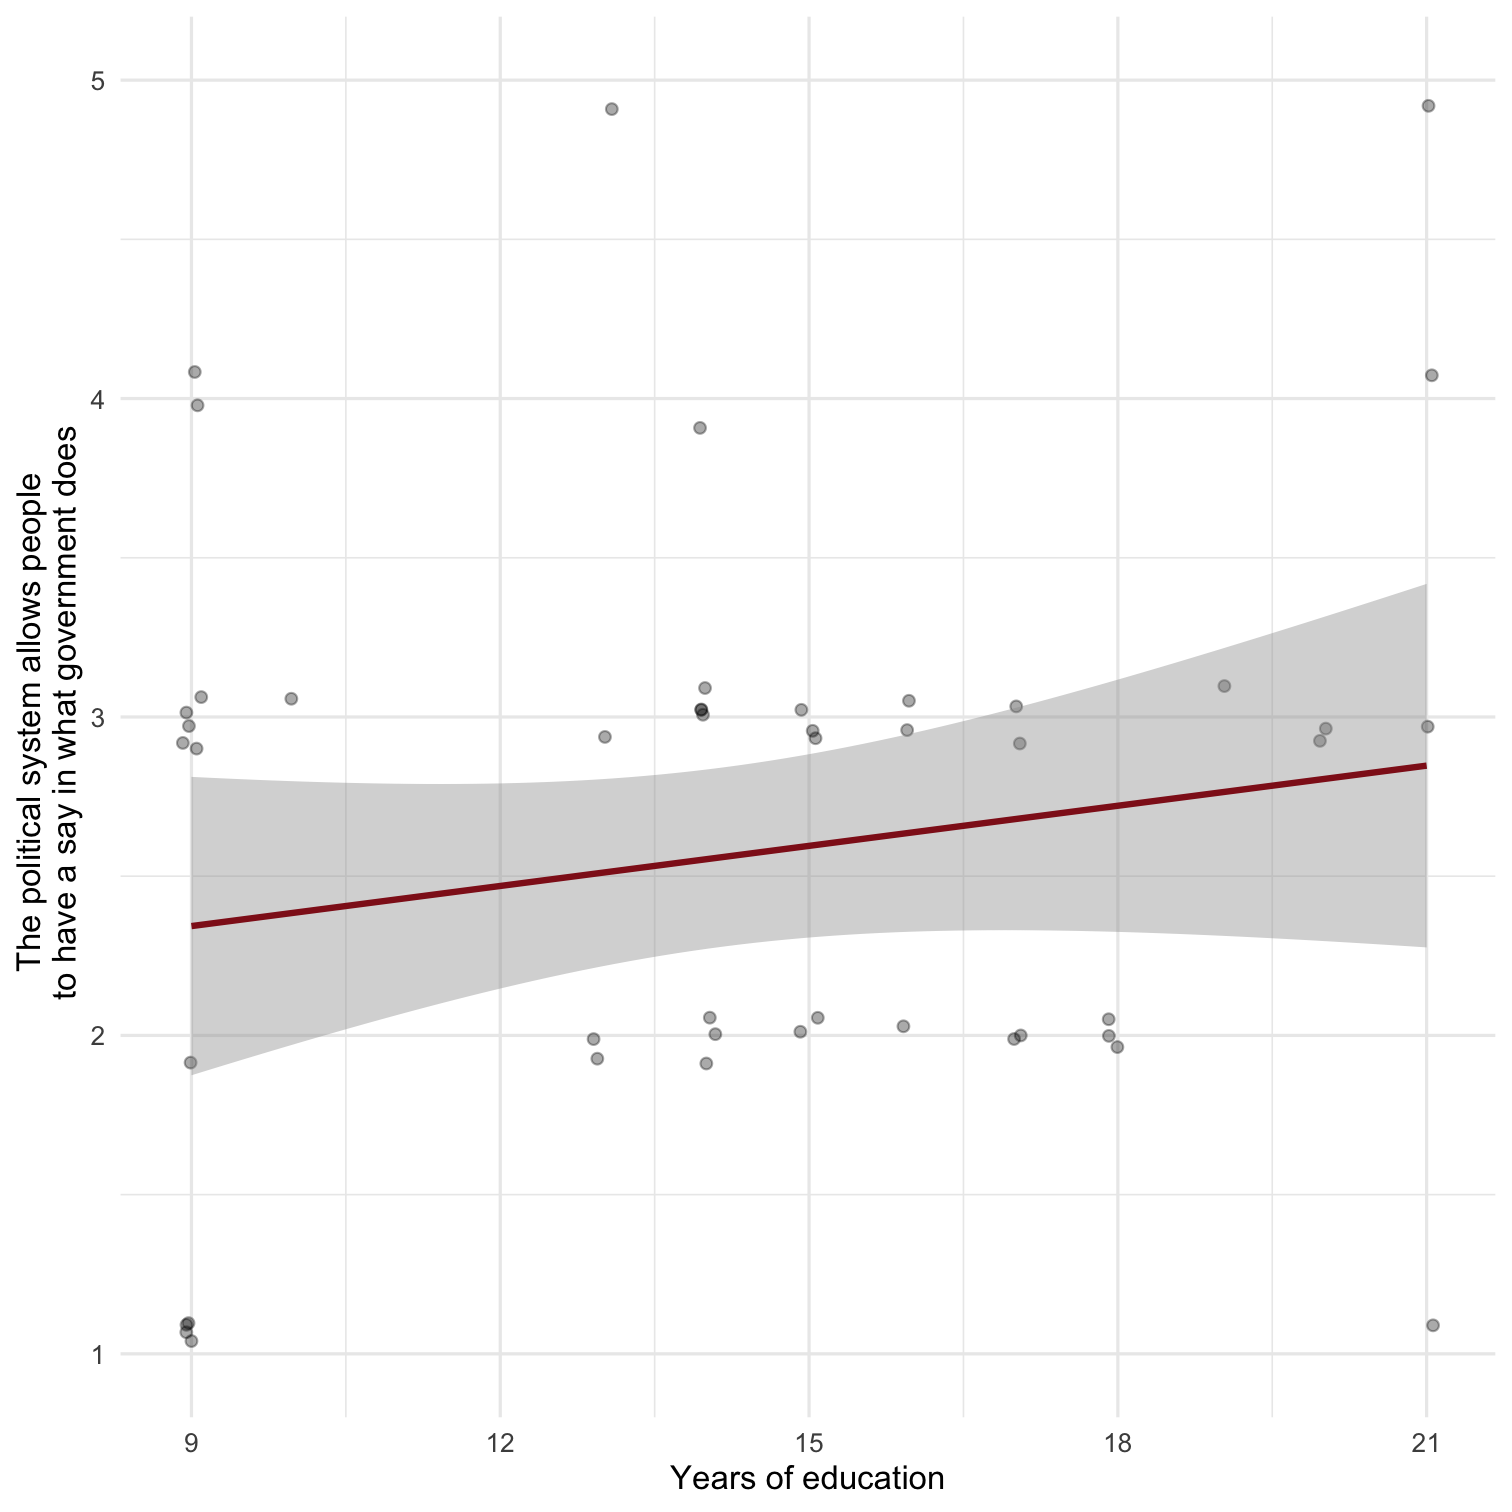 5
4
3
2
1
The political system allows people
to have a say in what government does
9 12 15 18 21
Years of education